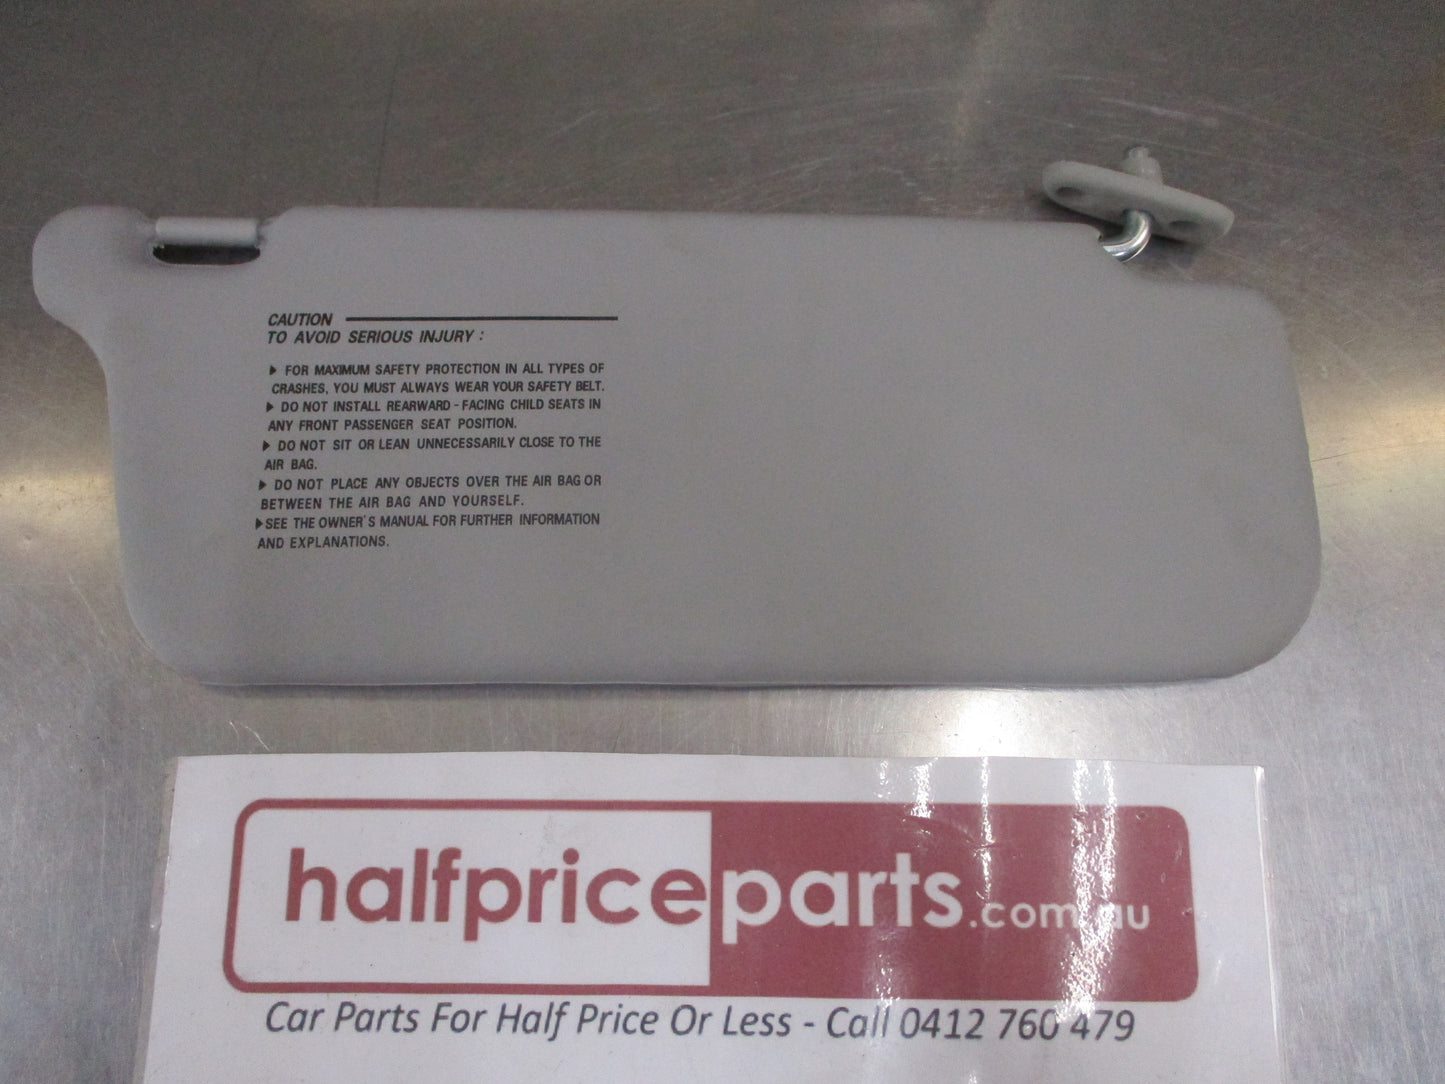 CAUTION
TO AVOID SERIOUS INJURY :
▶ FOR MAXIMUM SAFETY PROTECTION IN ALL TYPES OF
CRASHES, YOU MUST ALWAYS WEAR YOUR SAFETY BELT.
▶ DO NOT INSTALL REARWARD - FACING CHILD SEATS IN
ANY FRONT PASSENGER SEAT POSITION.
▶ DO NOT SIT OR LEAN UNNECESSARILY CLOSE TO THE
AIR BAG.
▶ DO NOT PLACE ANY OBJECTS OVER THE AIR BAG OR
BETWEEN THE AIR BAG AND YOURSELF.
▶ SEE THE OWNER'S MANUAL FOR FURTHER INFORMATION
AND EXPLANATIONS.
halfpriceparts.com.au
Car Parts For Half Price Or Less - Call 0412 760 479